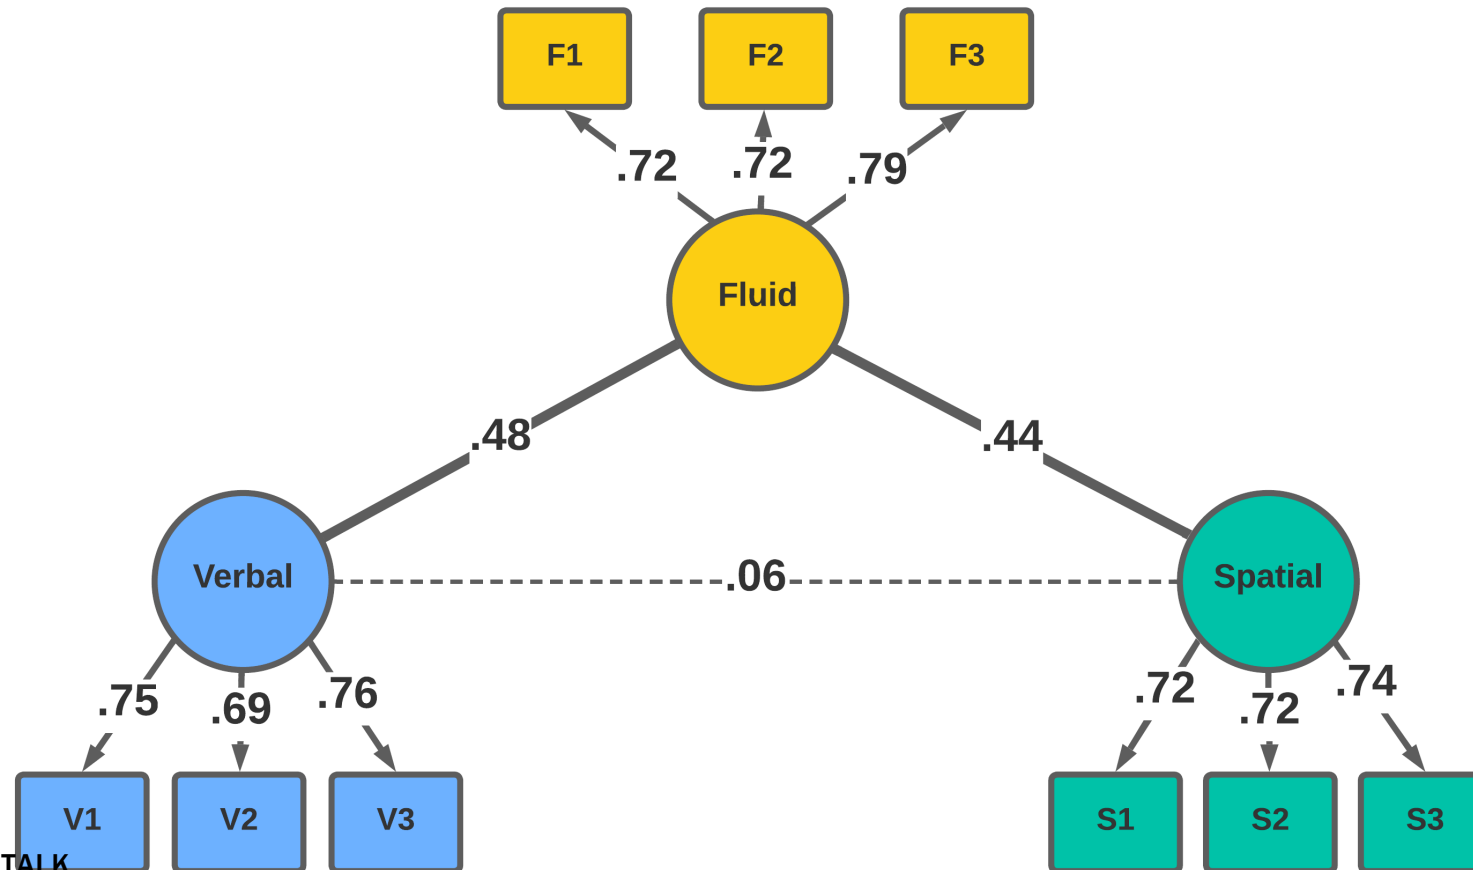 F1 F2 F3
.72 .72 .79
Fluid
.48 .44
Verbal .06 Spatial
.75 .69 .76 .72 .72 .74
V1 V2 V3 S1 S2 S3
TALK